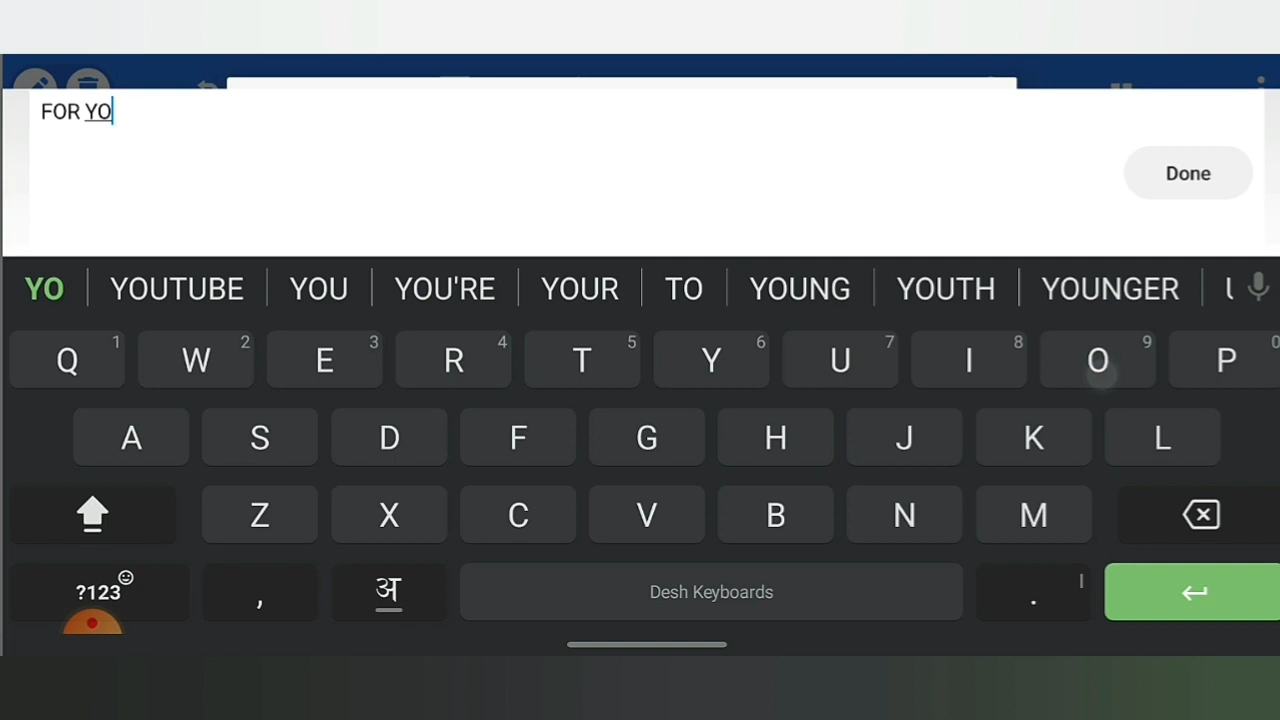 FOR YO
Done
YO YOUTUBE YOU YOU'RE YOUR TO YOUNG YOUTH YOUNGER
Q 1 W 2 E 3 R 4 T 5 Y 6 U 7 I 8 O 9 P 0
A S D F G H J K L
Z X C V B N M
?123 , अ Desh Keyboards .